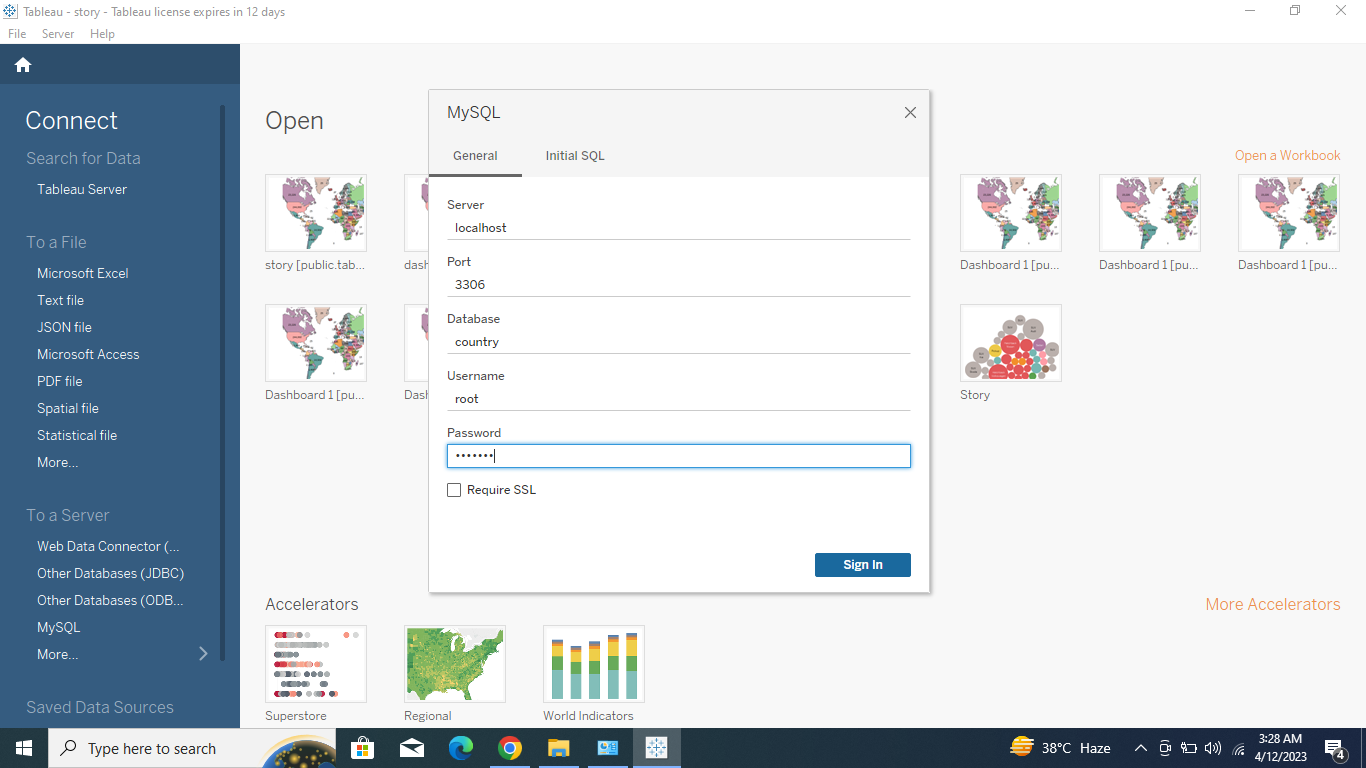 Tableau - story - Tableau license expires in 12 days
File Server Help
Connect
Search for Data
Tableau Server
To a File
Microsoft Excel
Text file
JSON file
Microsoft Access
PDF file
Spatial file
Statistical file
More...
To a Server
Web Data Connector (...
Other Databases (JDBC)
Other Databases (ODB...
MySQL
More...
Saved Data Sources
Open
Open a Workbook
story [public.tab...
dash
Dashboard 1 [pu...
Dashboard 1 [pu...
Dashboard 1 [pu...
Dashboard 1 [pu...
Das
Story
MySQL
General
Initial SQL
Server
localhost
Port
3306
Database
country
Username
root
Password
•••••••
Require SSL
Sign In
Accelerators
More Accelerators
Superstore
Regional
World Indicators
Type here to search
38°C Haze
3:28 AM
4/12/2023
4